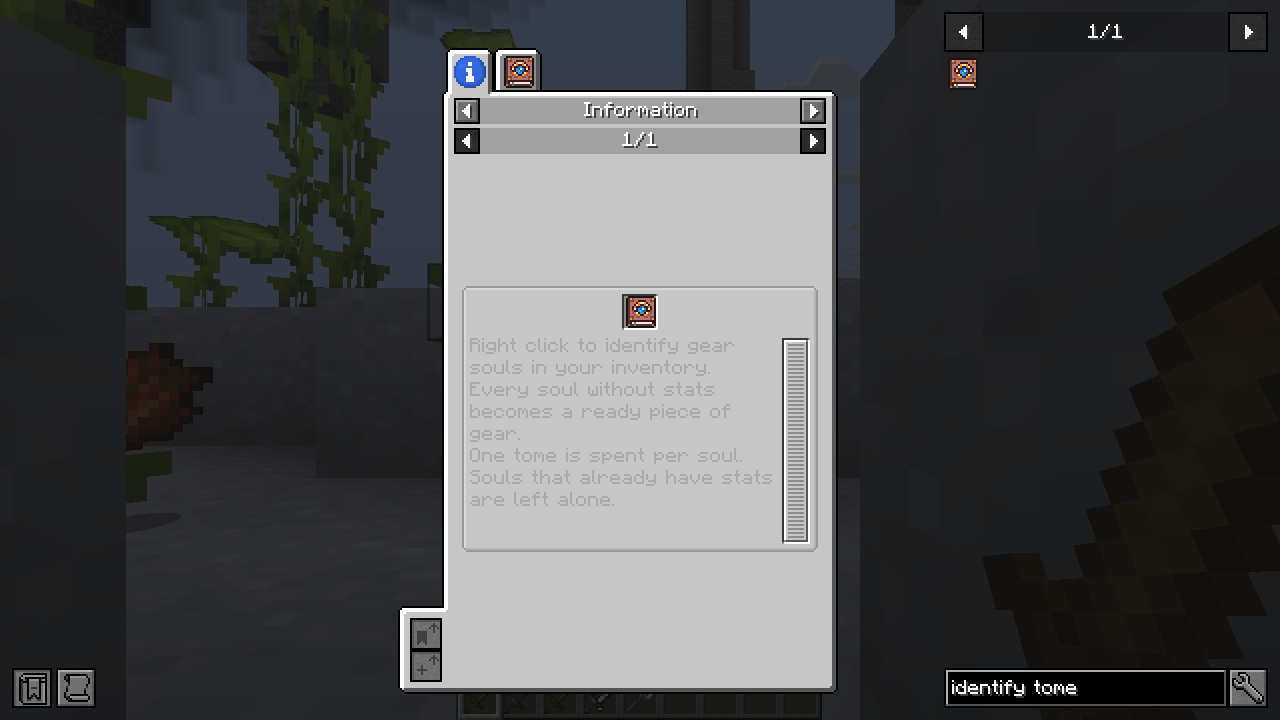 1/1
Information
1/1
Right click to identify gear
souls in your inventory.
Every soul without stats
becomes a ready piece of
gear.
One tome is spent per soul.
Souls that already have stats
are left alone.
identify tome